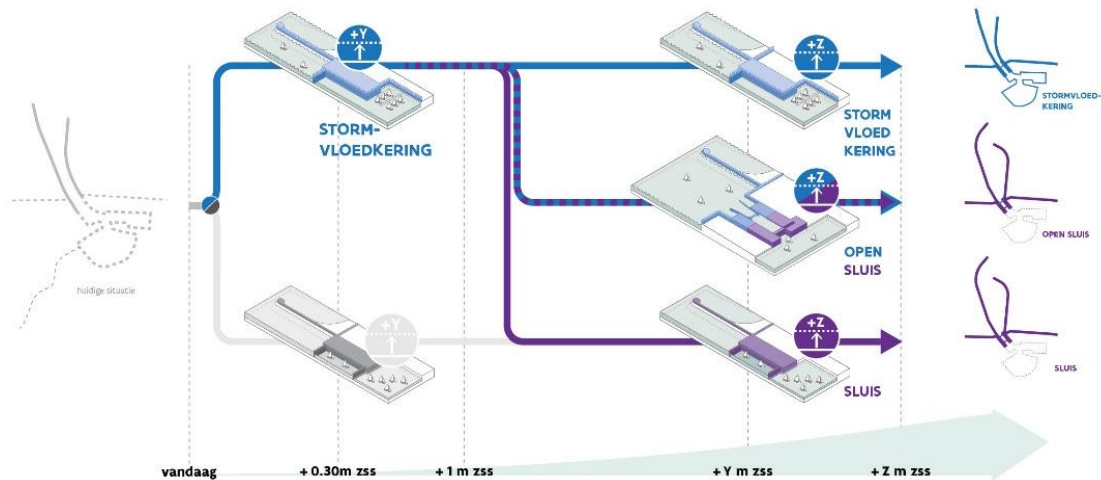 +Y
+Z
STORM-
VLOEDKERING
STORM
VLOED
KERING
STORMVLOED-
KERING
+Z
OPEN
SLUIS
OPEN SLUIS
huidige situatie
+Y
+Z
SLUIS
SLUIS
vandaag
+ 0.30m zss
+ 1 m zss
+ Y m zss
+ Z m zss